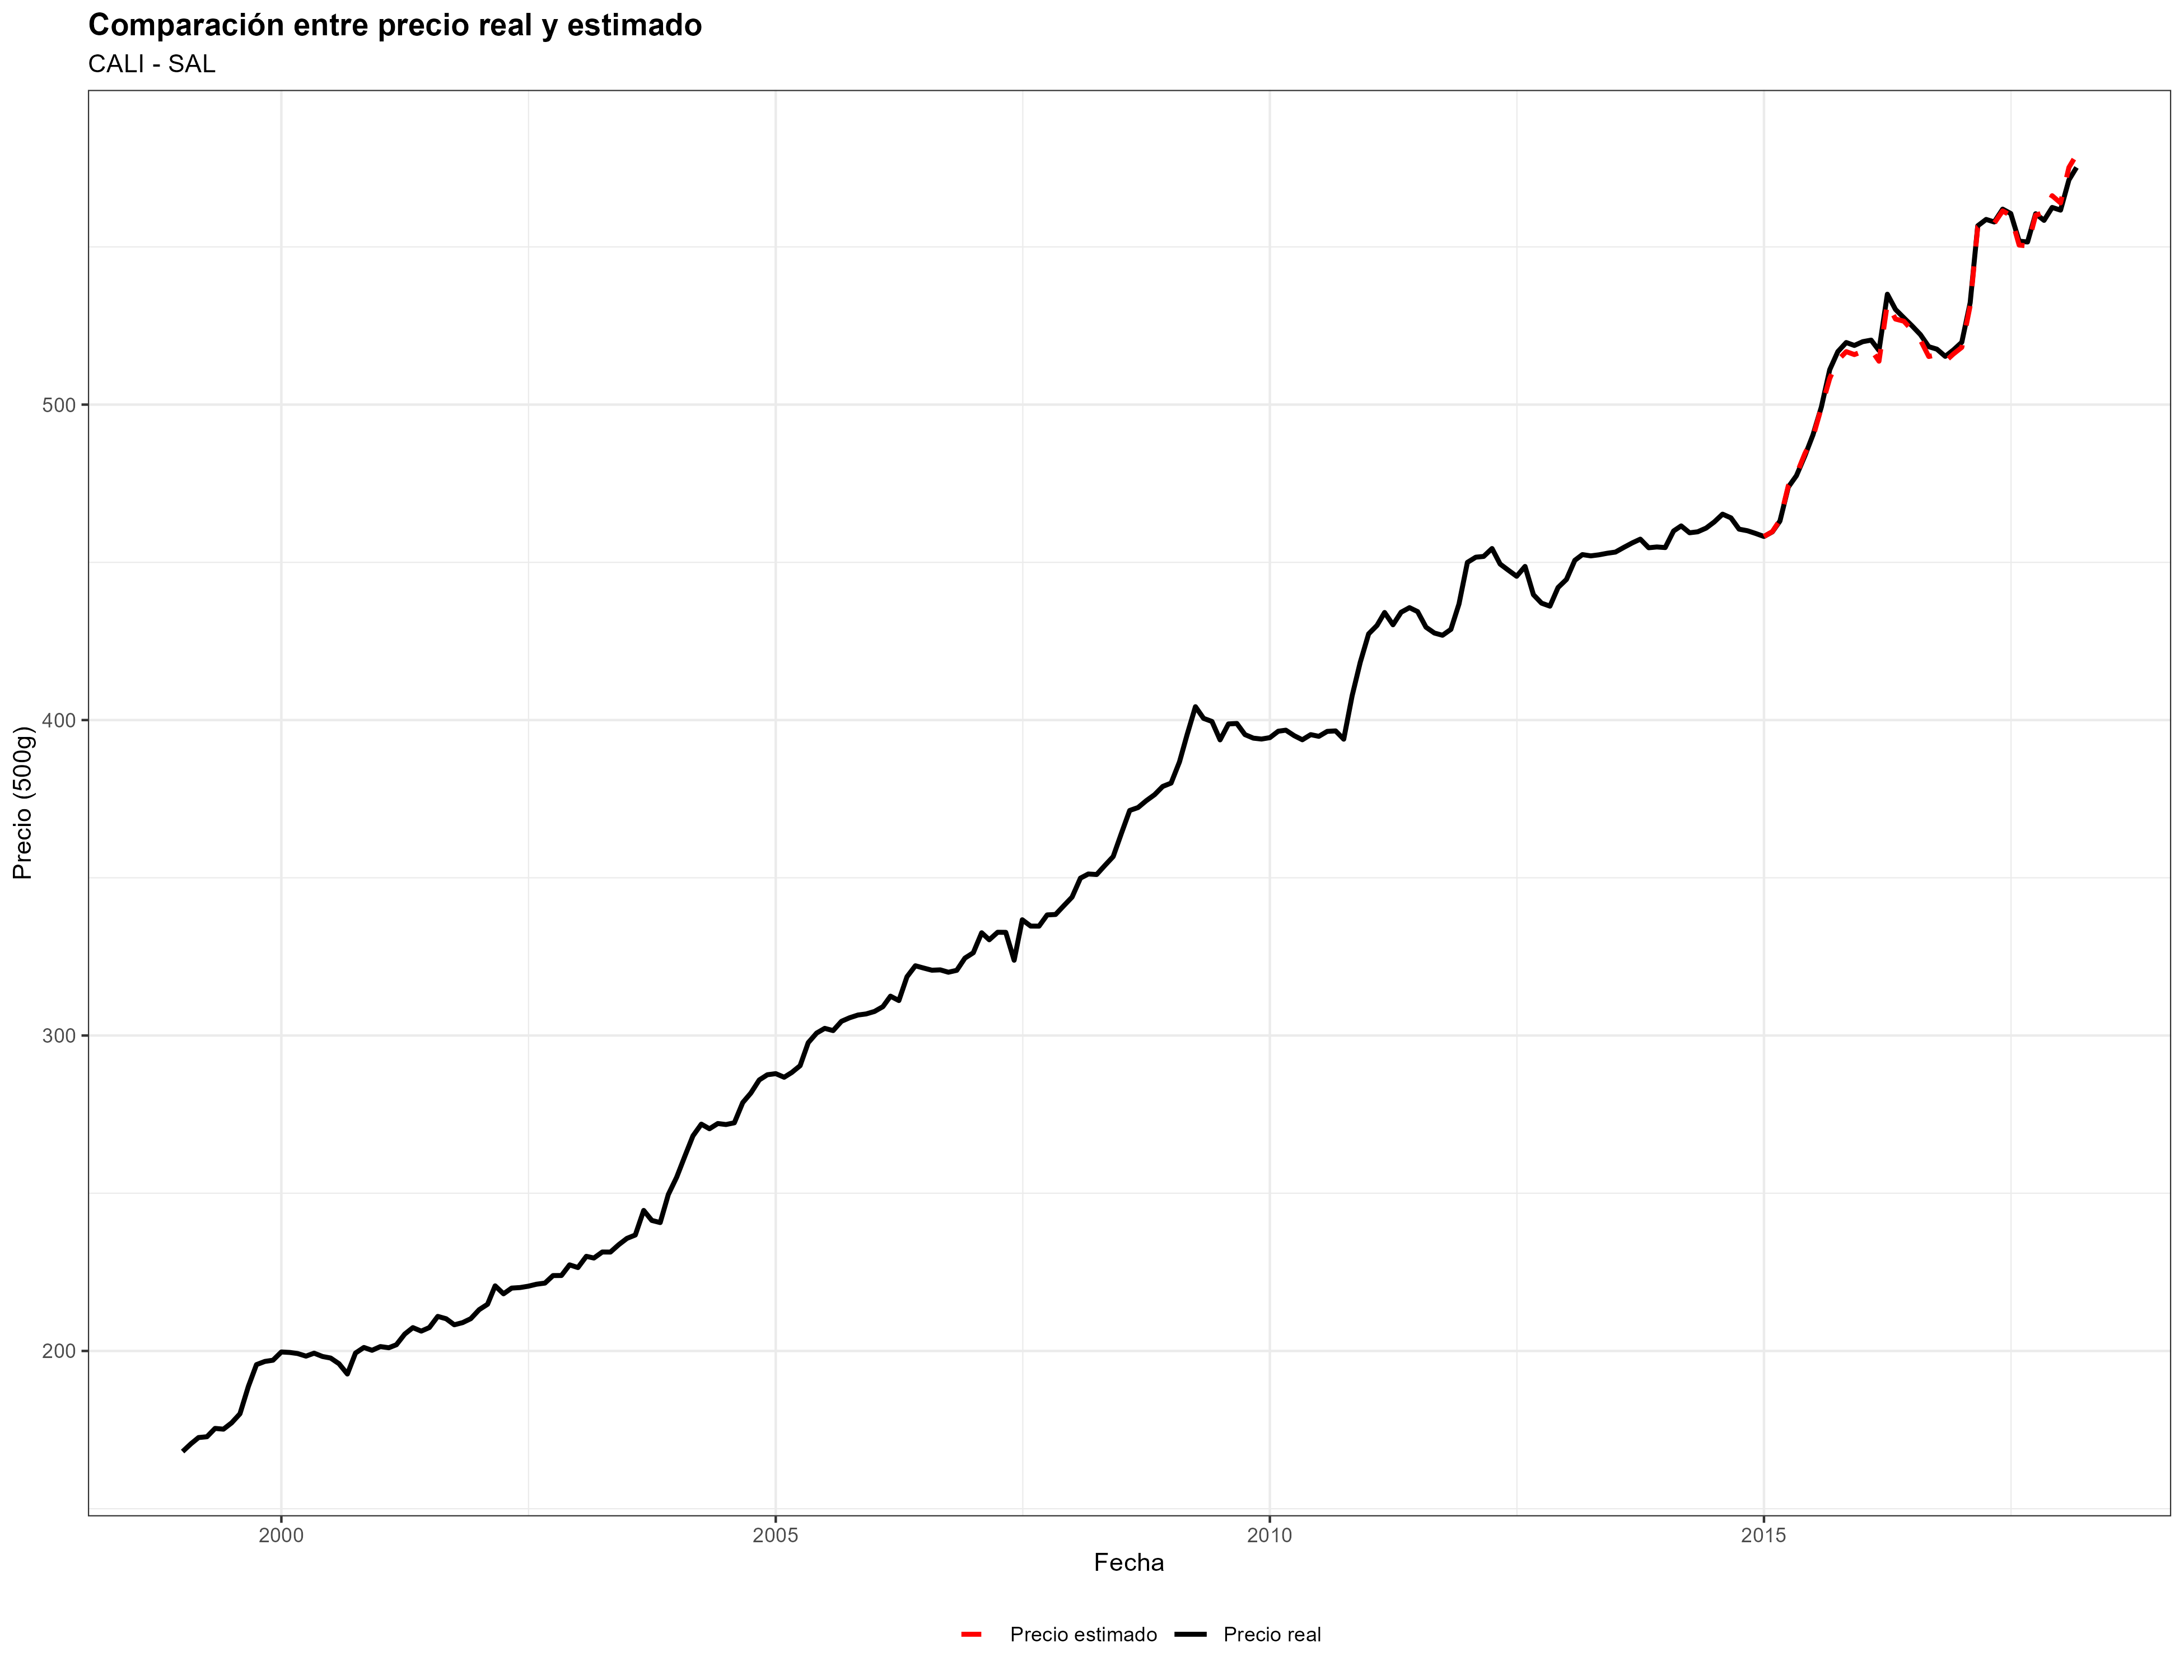 Comparación entre precio real y estimado
CALI - SAL
Precio (500g)
500
400
300
200
2000
2005
2010
2015
Fecha
Precio estimado
Precio real